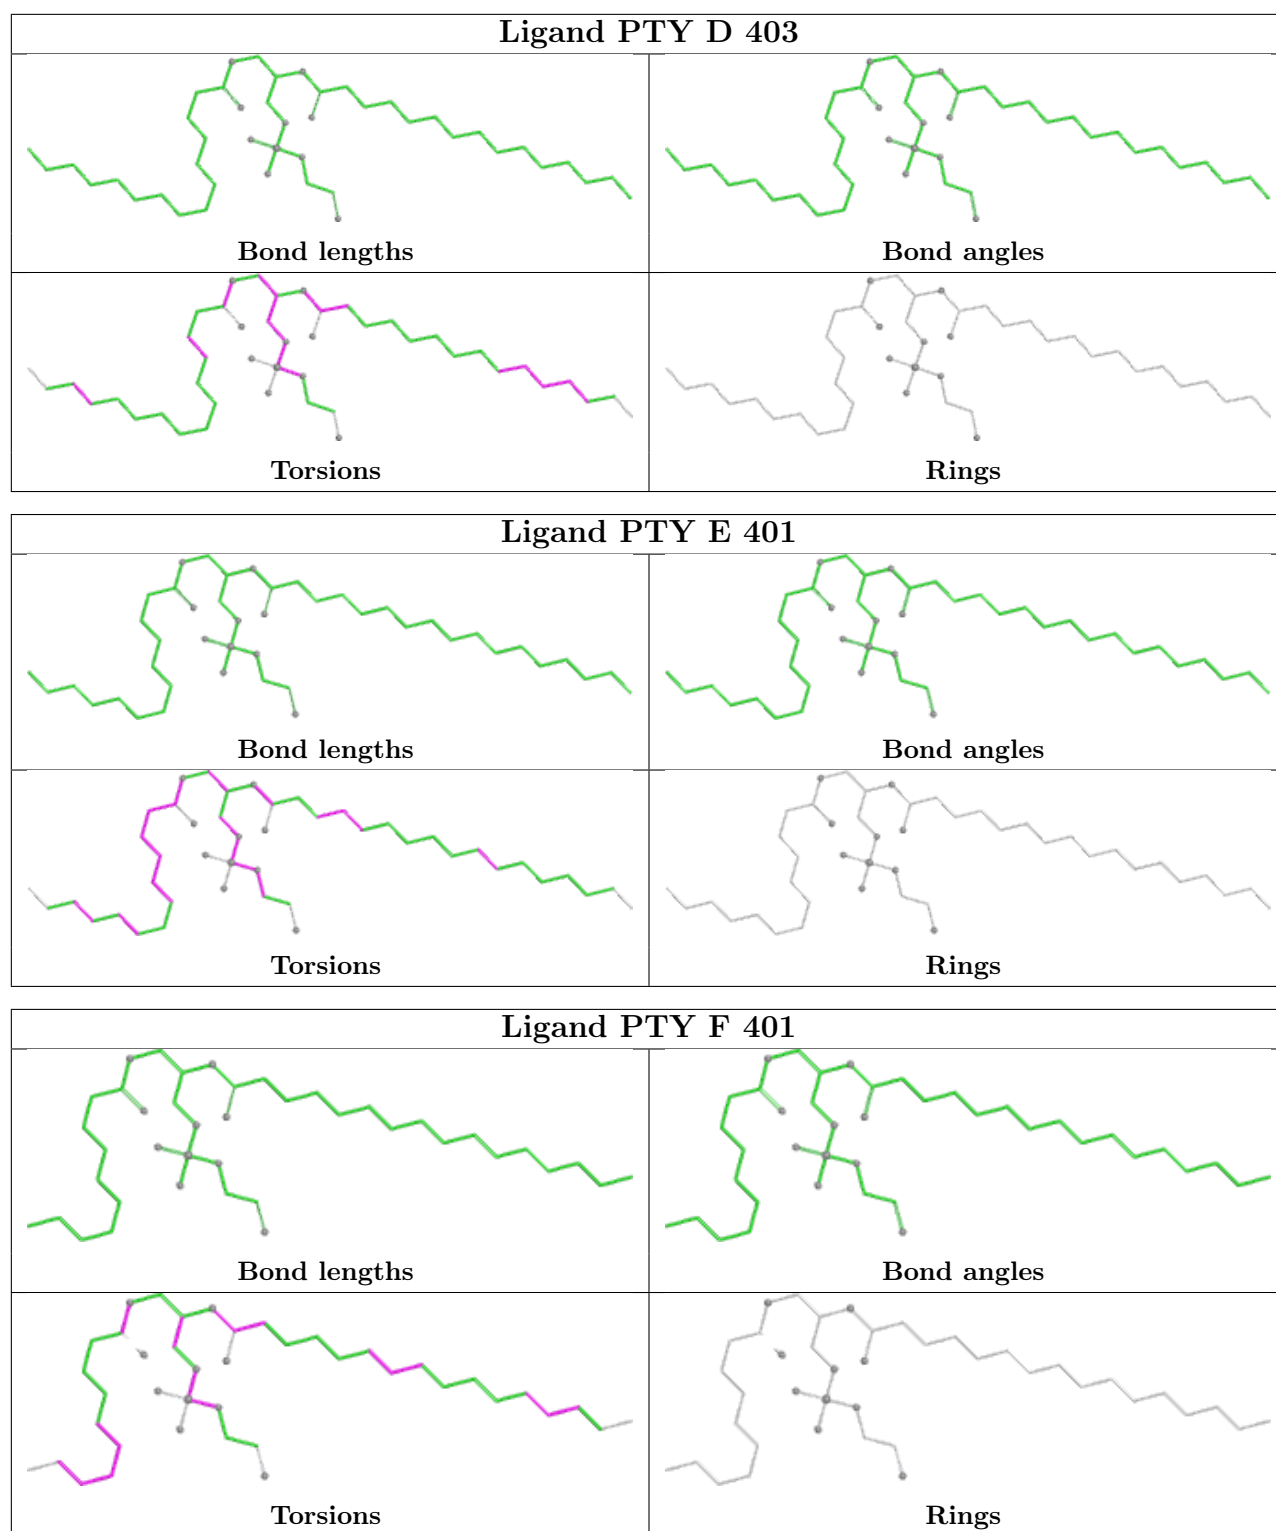 Ligand PTY D 403
Bond lengths
Bond angles
Torsions
Rings
Ligand PTY E 401
Bond lengths
Bond angles
Torsions
Rings
Ligand PTY F 401
Bond lengths
Bond angles
Torsions
Rings